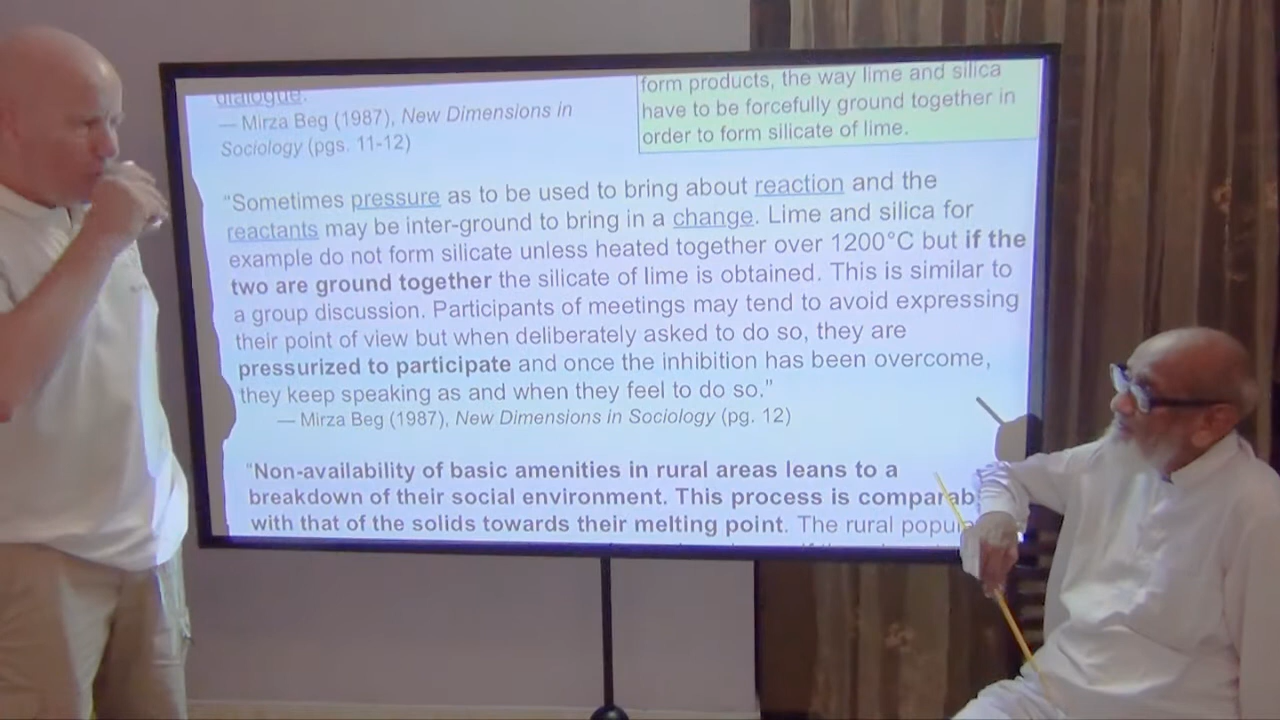 dialogue.
— Mirza Beg (1987), New Dimensions in
Sociology (pgs. 11-12)
form products, the way lime and silica
have to be forcefully ground together in
order to form silicate of lime.
“Sometimes pressure as to be used to bring about reaction and the
reactants may be inter-ground to bring in a change. Lime and silica for
example do not form silicate unless heated together over 1200°C but if the
two are ground together the silicate of lime is obtained. This is similar to
a group discussion. Participants of meetings may tend to avoid expressing
their point of view but when deliberately asked to do so, they are
pressurized to participate and once the inhibition has been overcome,
they keep speaking as and when they feel to do so.”
— Mirza Beg (1987), New Dimensions in Sociology (pg. 12)
“Non-availability of basic amenities in rural areas leans to a
breakdown of their social environment. This process is comparab
with that of the solids towards their melting point. The rural popu